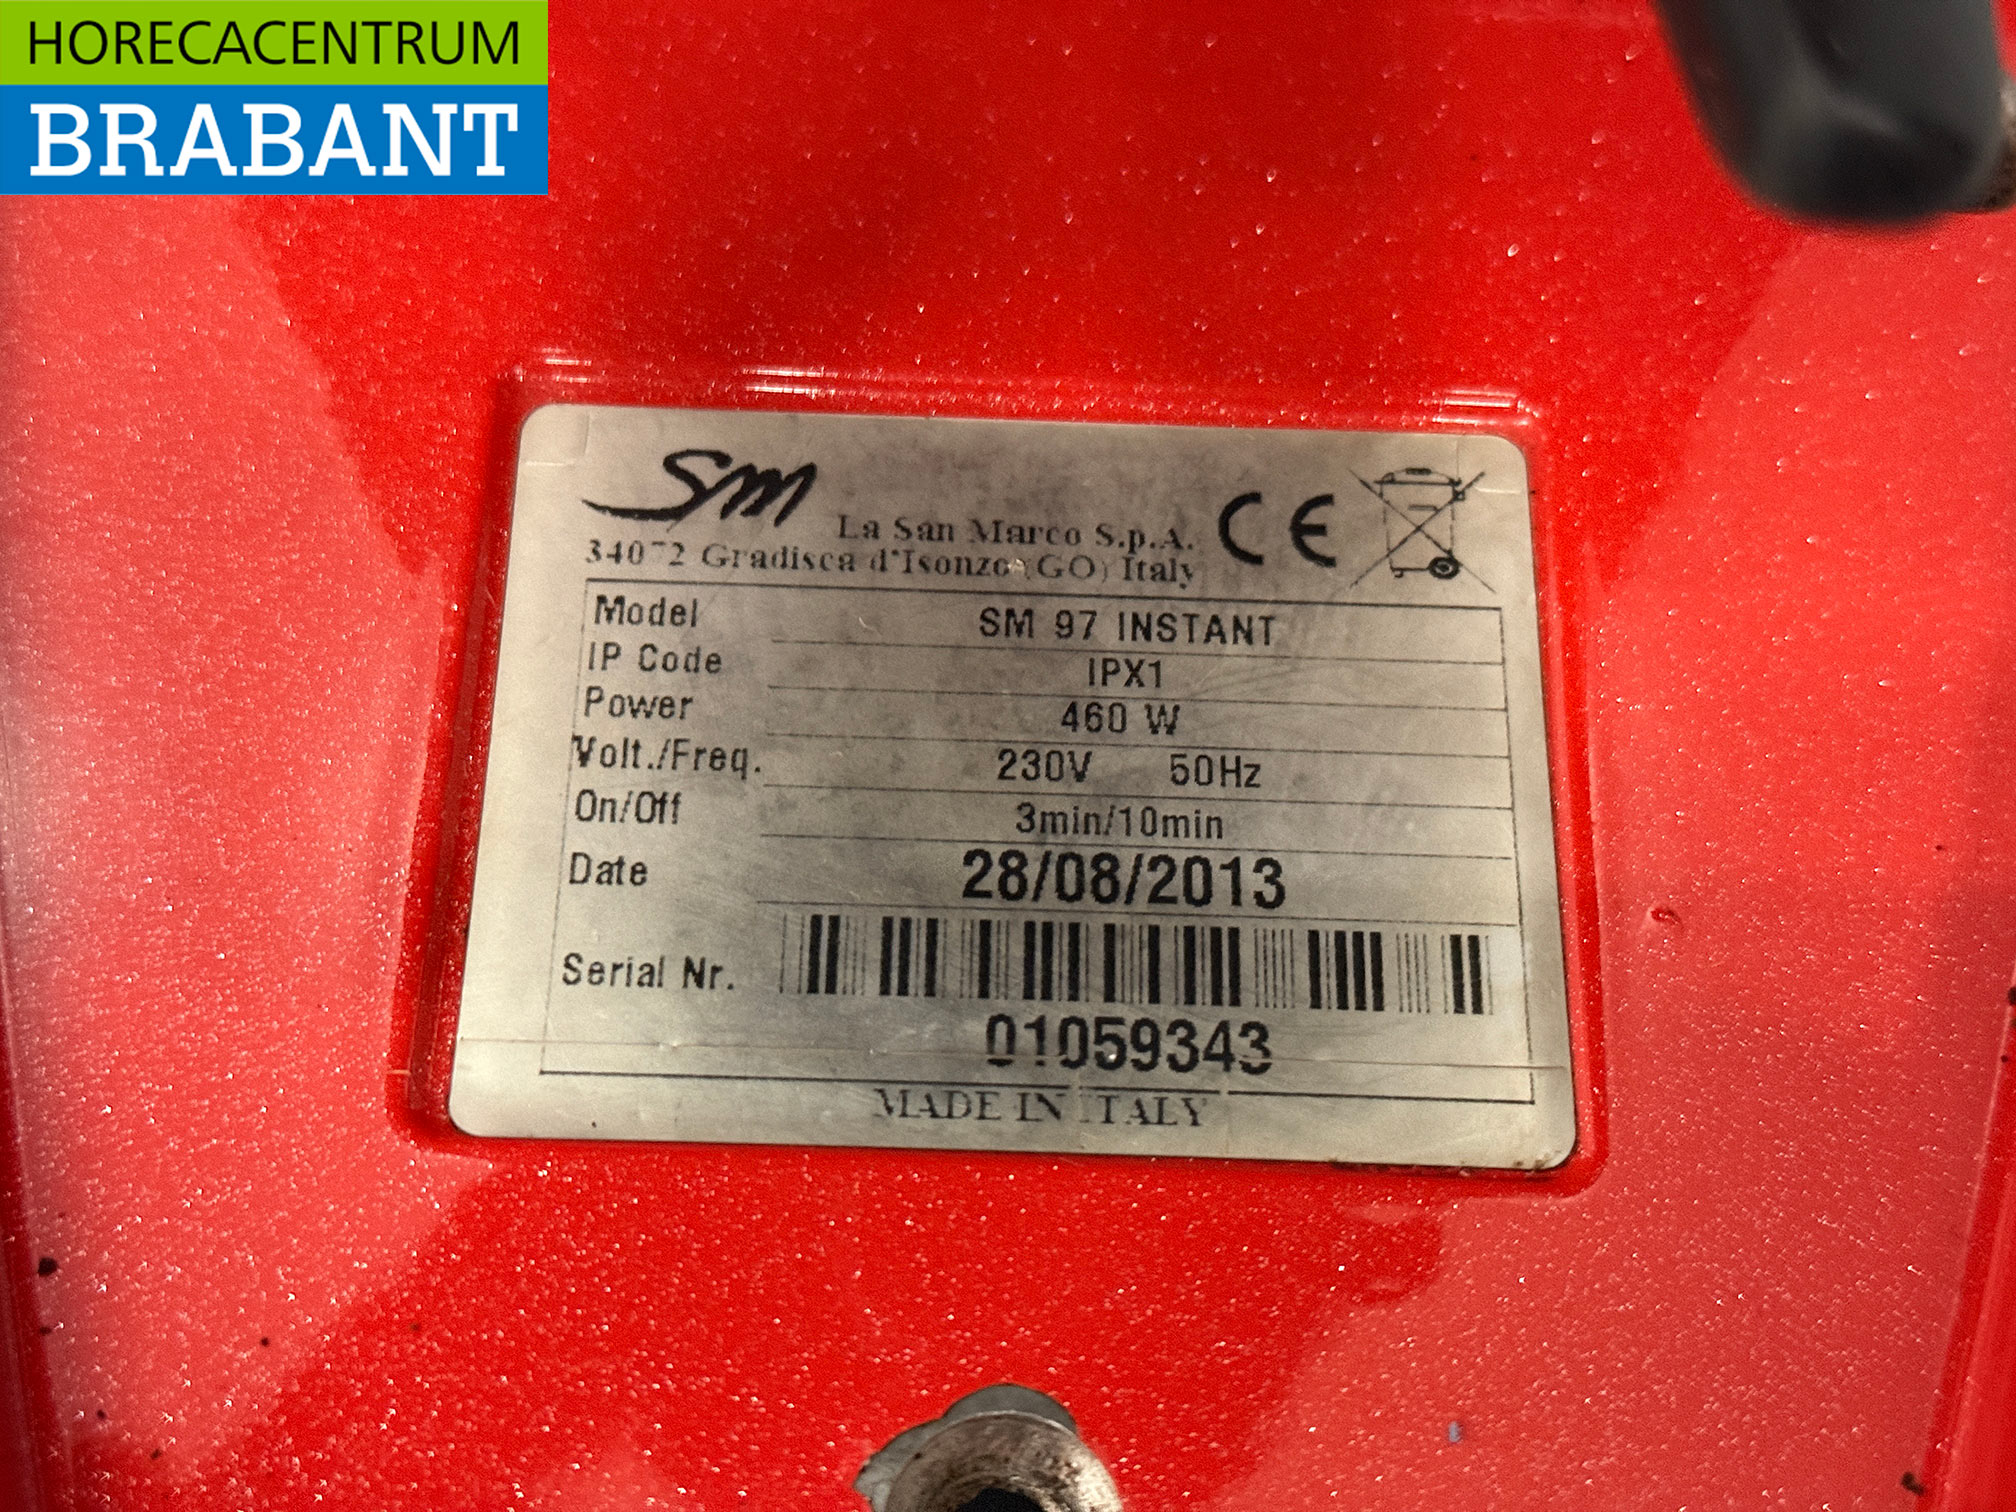 HORECACENTRUM
BRABANT
SM
La San Marco S.p.A.
34072 Gradisca d'Isonzo (GO) Italy
CE
Model SM 97 INSTANT
IP Code IPX1
Power 460 W
Volt./Freq. 230V 50Hz
On/Off 3min/10min
Date 28/08/2013
Serial Nr.
01059343
MADE IN ITALY